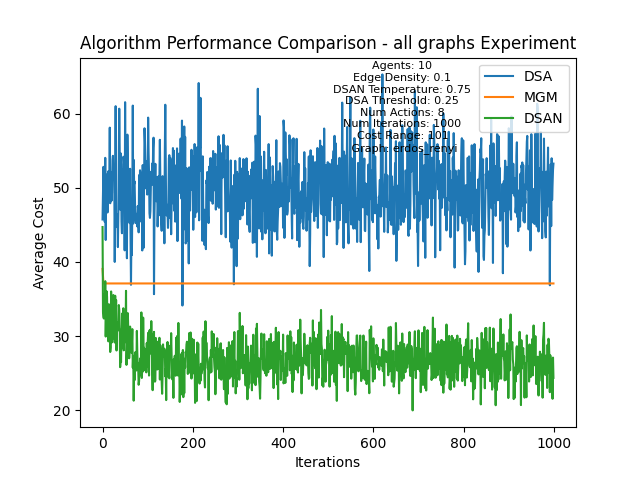 Algorithm Performance Comparison - all graphs Experiment
Agents: 10
Edge Density: 0.1
DSAN Temperature: 0.75
DSA Threshold: 0.25
Num Actions: 8
Num Iterations: 1000
Cost Range: 101
Graph: erdos_renyi
DSA
MGM
DSAN
Average Cost
60
50
40
30
20
0
200
400
600
800
1000
Iterations